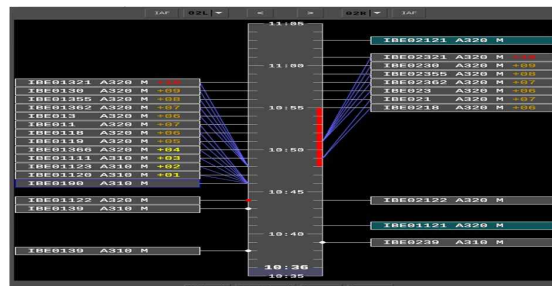 IAF 02L < > 02R IAF
11:05
11:00
10:55
10:50
10:45
10:40
10:36
10:35
IBE01321 A320 M
IBE0130 A320 M +09
IBE01355 A320 M +08
IBE01362 A320 M +07
IBE013 A320 M +06
IBE011 A320 M +07
IBE0118 A320 M +06
IBE0119 A320 M +05
IBE01366 A320 M +04
IBE01111 A310 M +03
IBE01123 A310 M +02
IBE01120 A310 M +01
IBE0190 A310 M
IBE01122 A320 M
IBE0139 A310 M
IBE0139 A310 M
IBE02121 A320 M
IBE02321 A320 M
IBE0230 A320 M +09
IBE02355 A320 M +08
IBE02362 A320 M +07
IBE023 A320 M +06
IBE021 A320 M +07
IBE0218 A320 M +06
IBE02122 A320 M
IBE01121 A320 M
IBE0239 A310 M